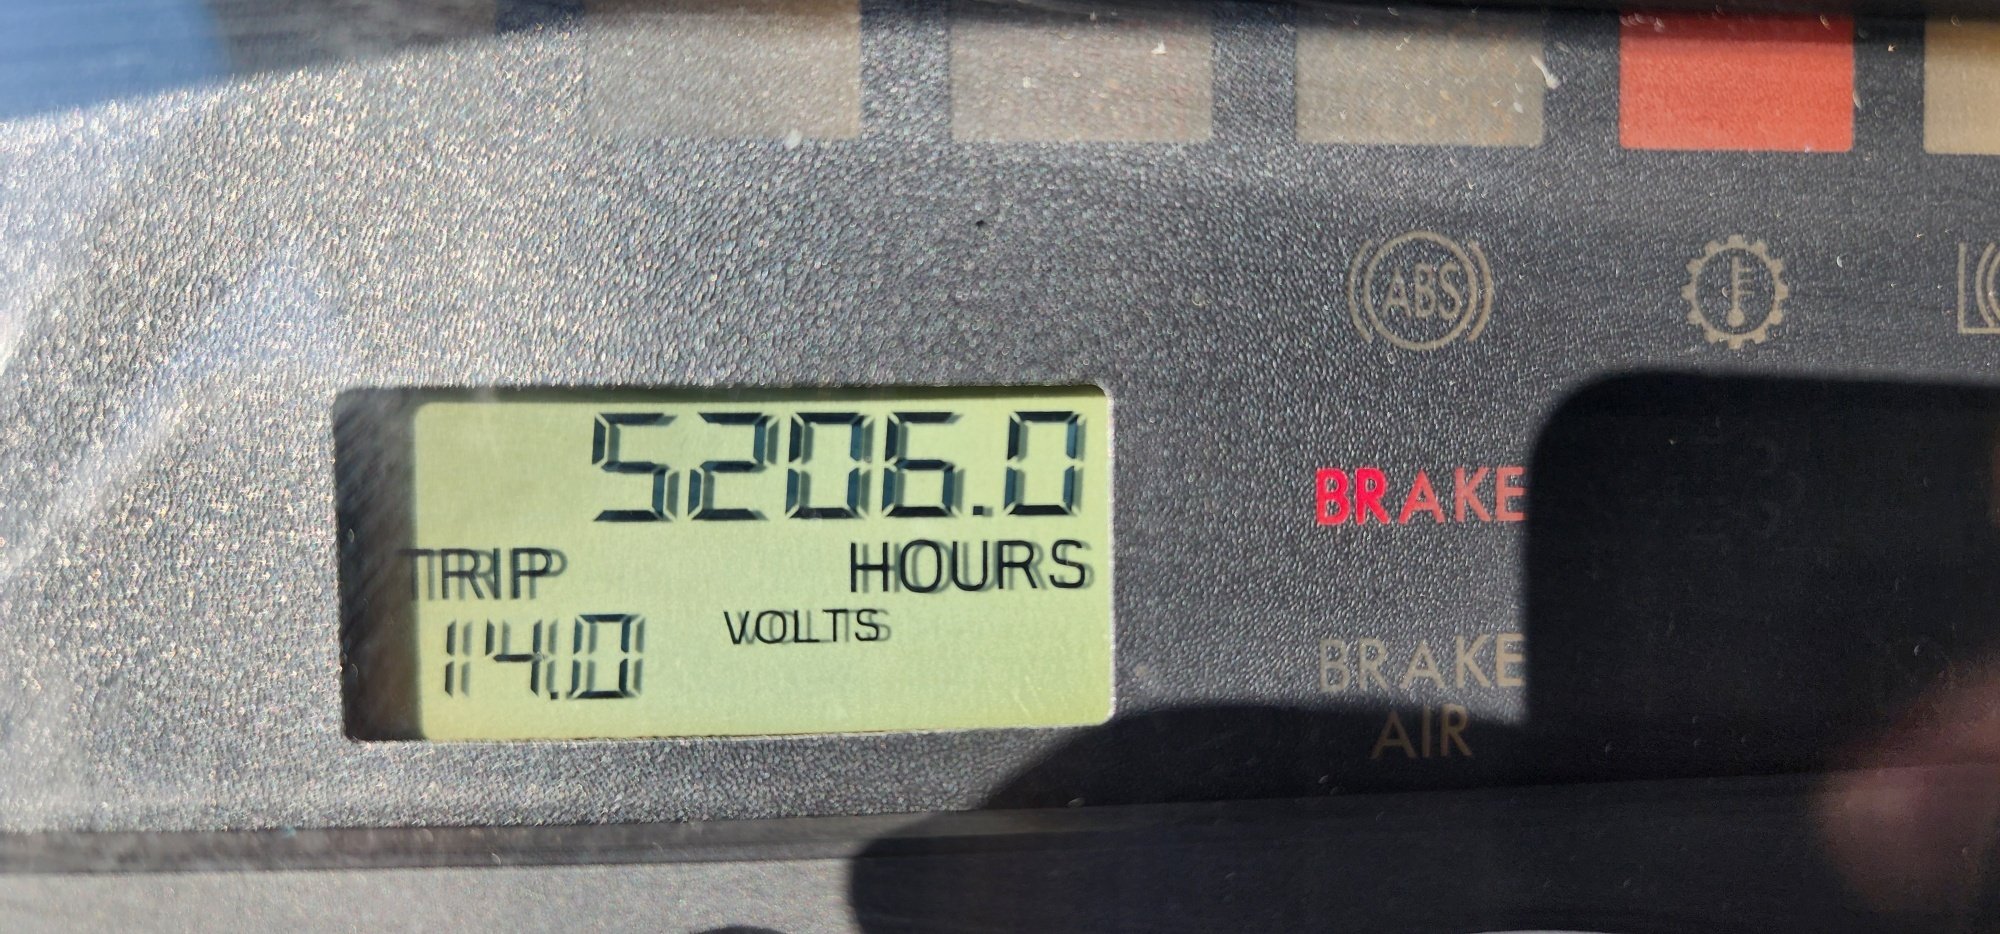 ABS
5206.0
TRIP HOURS
14.0 VOLTS
BRAKE
BRAKE
AIR